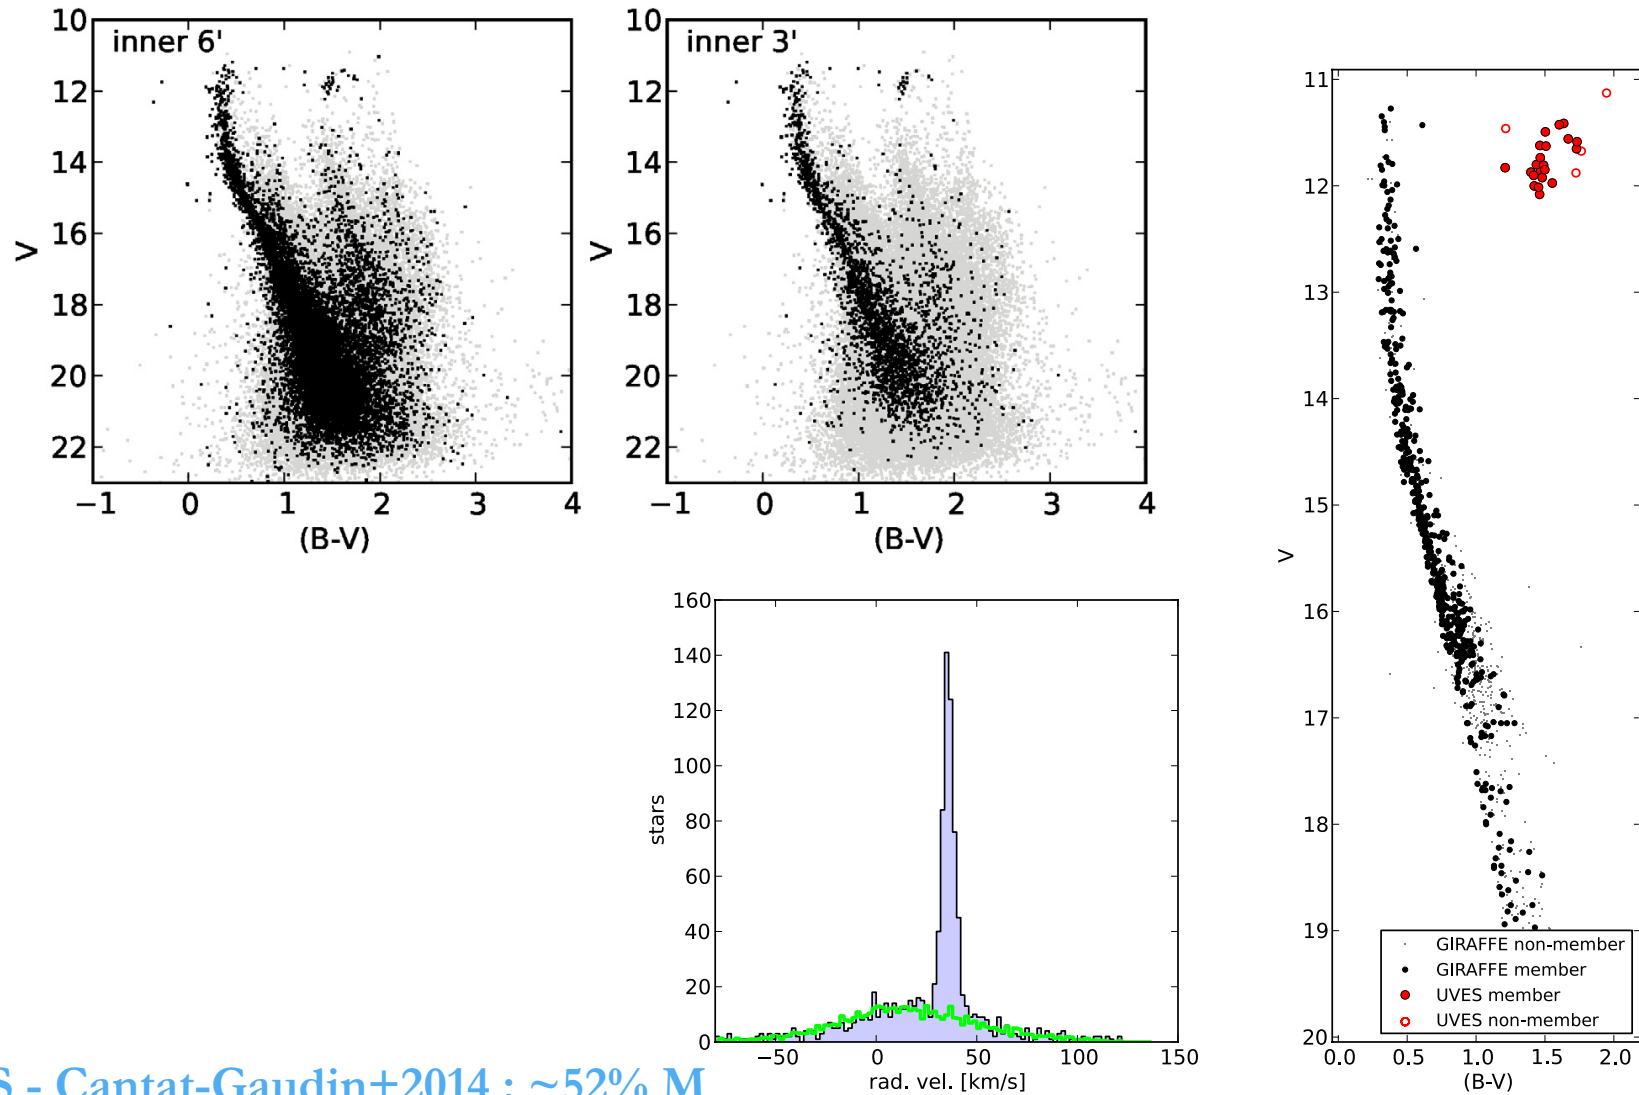 inner 6'
10
12
14
16
18
20
22
V
−1 0 1 2 3 4
(B-V)
inner 3'
10
12
14
16
18
20
22
V
−1 0 1 2 3 4
(B-V)
160
140
120
100
80
60
40
20
0
stars
−50 0 50 100 150
rad. vel. [km/s]
11
12
13
14
15
16
17
18
19
20
V
GIRAFFE non-member
GIRAFFE member
UVES member
UVES non-member
0.0 0.5 1.0 1.5 2.0
(B-V)
S - Cantat-Gaudin+2014 : ~52% M